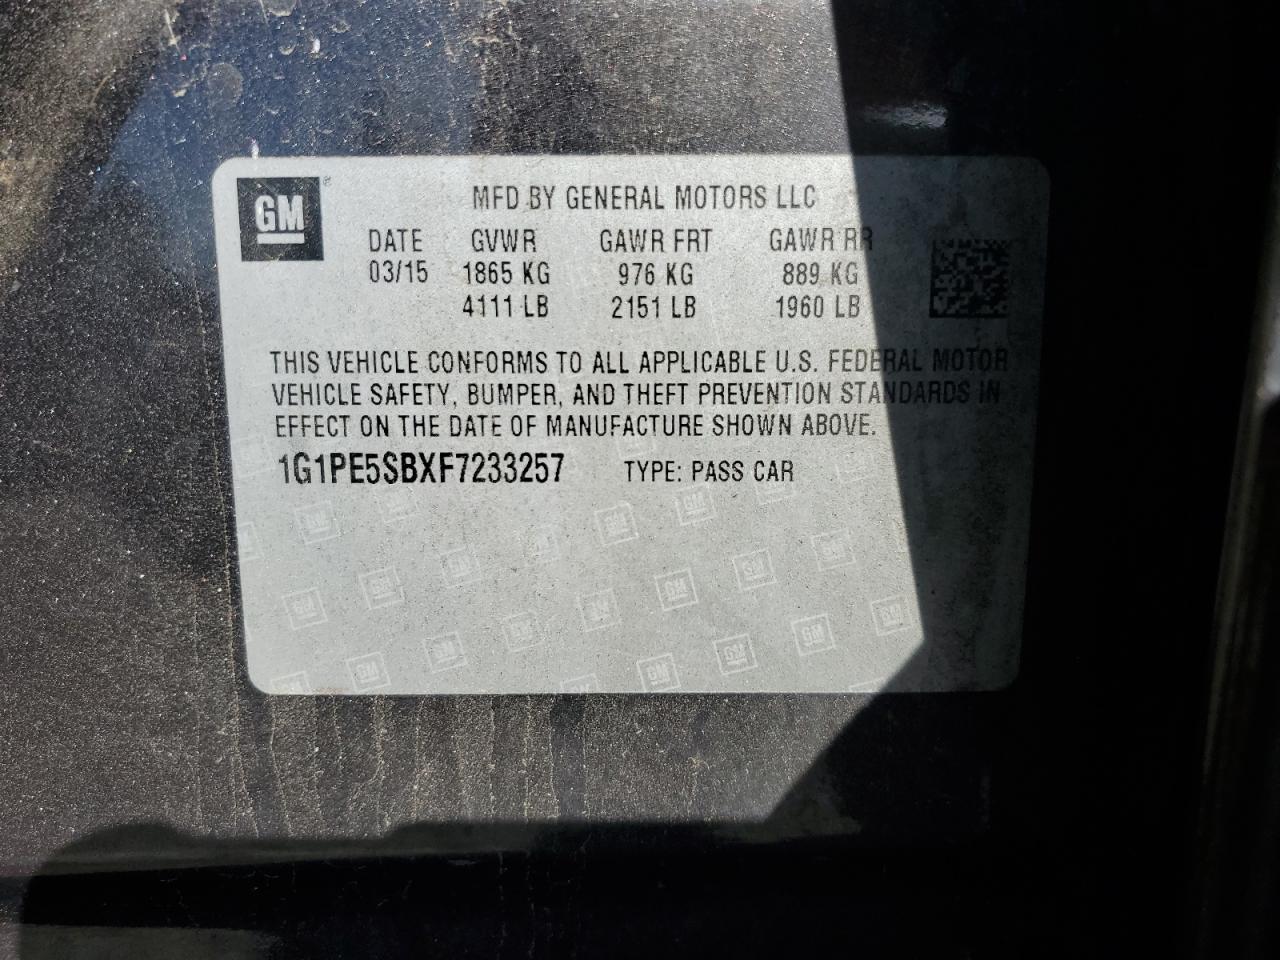 GM
MFD BY GENERAL MOTORS LLC
DATE GVWR GAWR FRT GAWR RR
03/15 1865 KG 976 KG 889 KG
4111 LB 2151 LB 1960 LB
THIS VEHICLE CONFORMS TO ALL APPLICABLE U.S. FEDERAL MOTOR
VEHICLE SAFETY, BUMPER, AND THEFT PREVENTION STANDARDS IN
EFFECT ON THE DATE OF MANUFACTURE SHOWN ABOVE.
1G1PE5SBXF7233257 TYPE: PASS CAR